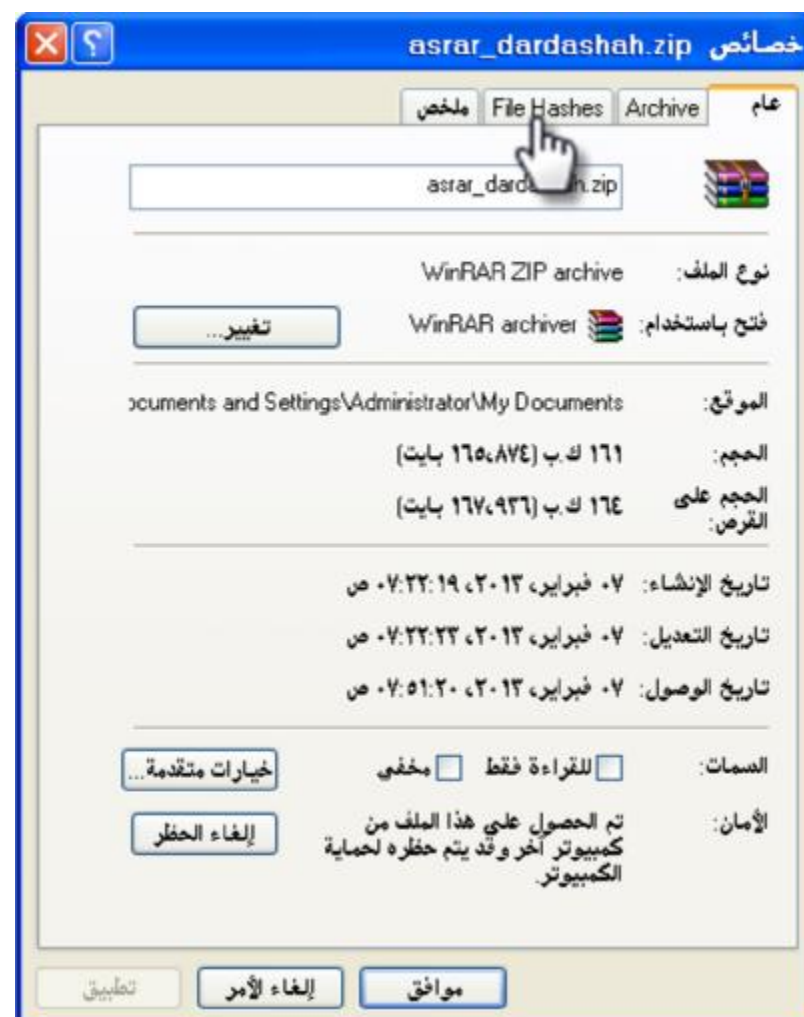 خصائص asrar_dardashah.zip
عام Archive File Hashes ملخص
asrar_dard h.zip
نوع الملف: WinRAR ZIP archive
فتح باستخدام: WinRAR archiver تغيير...
الموقع: ocuments and Settings\Administrator\My Documents
الحجم: ١٦١ ك.ب (١٦٥،٨٧٤ بايت)
الحجم على القرص: ١٦٤ ك.ب (١٦٧،٩٣٦ بايت)
تاريخ الإنشاء: ٠٧ فبراير، ٢٠١٣، ٠٧:٢٢:١٩ ص
تاريخ التعديل: ٠٧ فبراير، ٢٠١٣، ٠٧:٢٢:٢٣ ص
تاريخ الوصول: ٠٧ فبراير، ٢٠١٣، ٠٧:٥١:٢٠ ص
السمات: للقراءة فقط مخفي خيارات متقدمة...
الأمان: تم الحصول على هذا الملف من
كمبيوتر آخر وقد يتم حظره لحماية
الكمبيوتر.
إلغاء الحظر
موافق إلغاء الأمر تطبيق